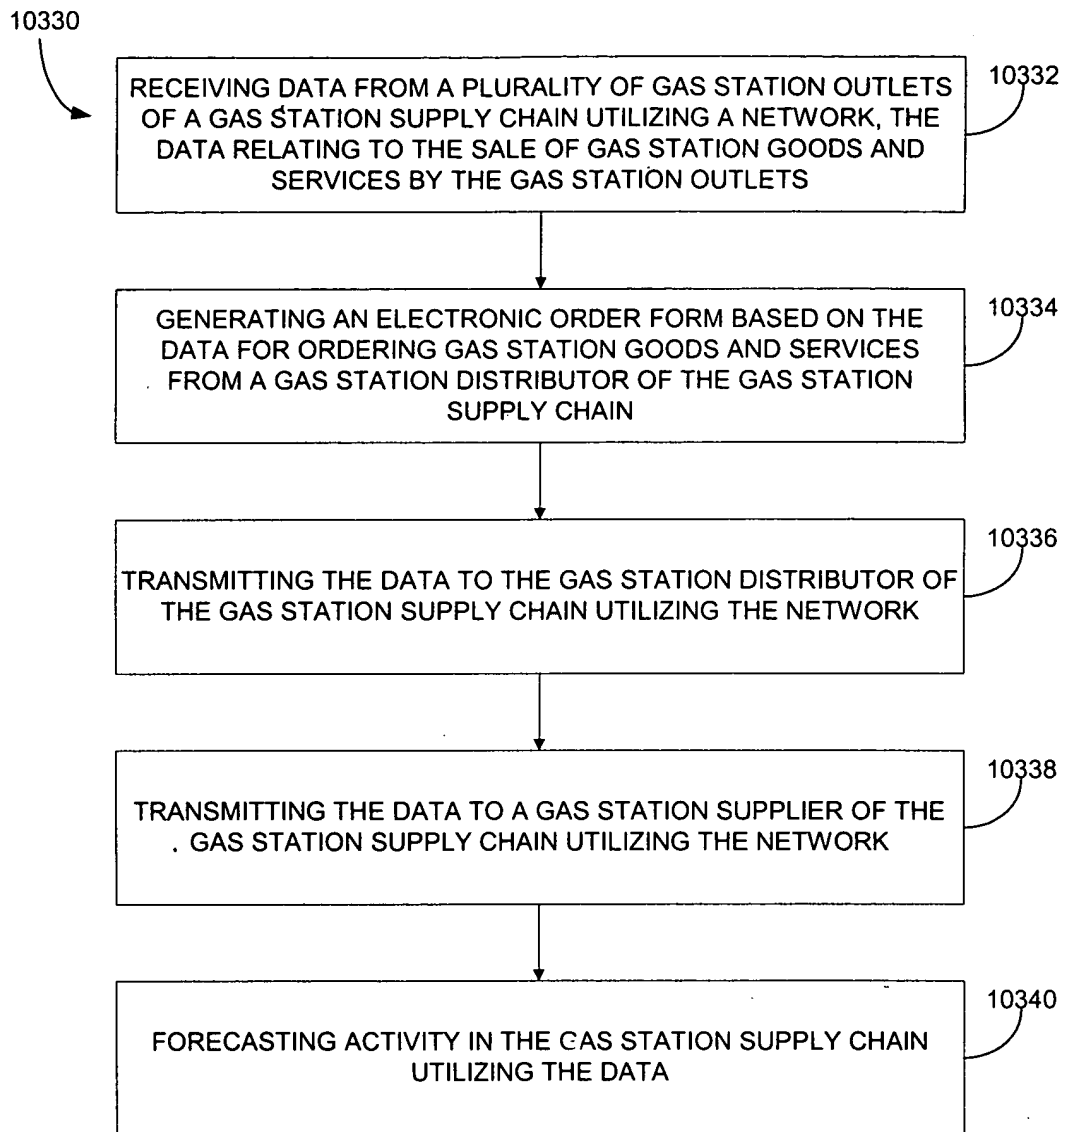 10330
RECEIVING DATA FROM A PLURALITY OF GAS STATION OUTLETS
OF A GAS STATION SUPPLY CHAIN UTILIZING A NETWORK, THE
DATA RELATING TO THE SALE OF GAS STATION GOODS AND
SERVICES BY THE GAS STATION OUTLETS
10332
GENERATING AN ELECTRONIC ORDER FORM BASED ON THE
DATA FOR ORDERING GAS STATION GOODS AND SERVICES
FROM A GAS STATION DISTRIBUTOR OF THE GAS STATION
SUPPLY CHAIN
10334
TRANSMITTING THE DATA TO THE GAS STATION DISTRIBUTOR OF
THE GAS STATION SUPPLY CHAIN UTILIZING THE NETWORK
10336
TRANSMITTING THE DATA TO A GAS STATION SUPPLIER OF THE
GAS STATION SUPPLY CHAIN UTILIZING THE NETWORK
10338
FORECASTING ACTIVITY IN THE GAS STATION SUPPLY CHAIN
UTILIZING THE DATA
10340